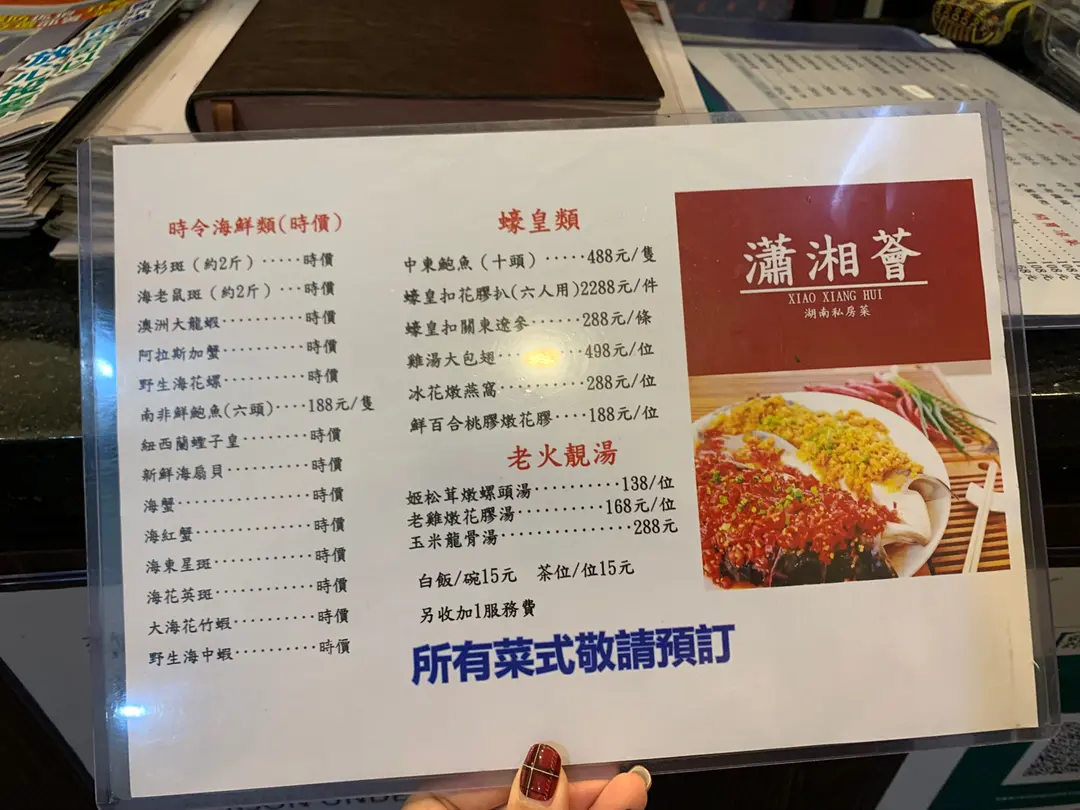 時令海鮮類(時價)
海杉斑(約2斤)·····時價
海老鼠斑(約2斤)···時價
澳洲大龍蝦··········時價
阿拉斯加蟹··········時價
野生海花螺··········時價
南非鮮鮑魚(六頭)····188元/隻
紐西蘭蟶子皇········時價
新鮮海扇貝··········時價
海蟹················時價
海紅蟹··············時價
海東星斑············時價
海花英斑············時價
大海花竹蝦··········時價
野生海中蝦··········時價
蠔皇類
中東鮑魚(十頭)·····488元/隻
蠔皇扣花膠扒(六人用)2288元/件
蠔皇扣關東遼參·····288元/條
雞湯大包翅·········498元/位
冰花燉燕窩·········288元/位
鮮百合桃膠燉花膠····188元/位
老火靚湯
姬松茸燉螺頭湯··········138/位
老雞燉花膠湯··········168元/位
玉米龍骨湯···············288元
白飯/碗15元 茶位/位15元
另收加1服務費
所有菜式敬請預訂
瀟湘薈
XIAO XIANG HUI
湖南私房菜